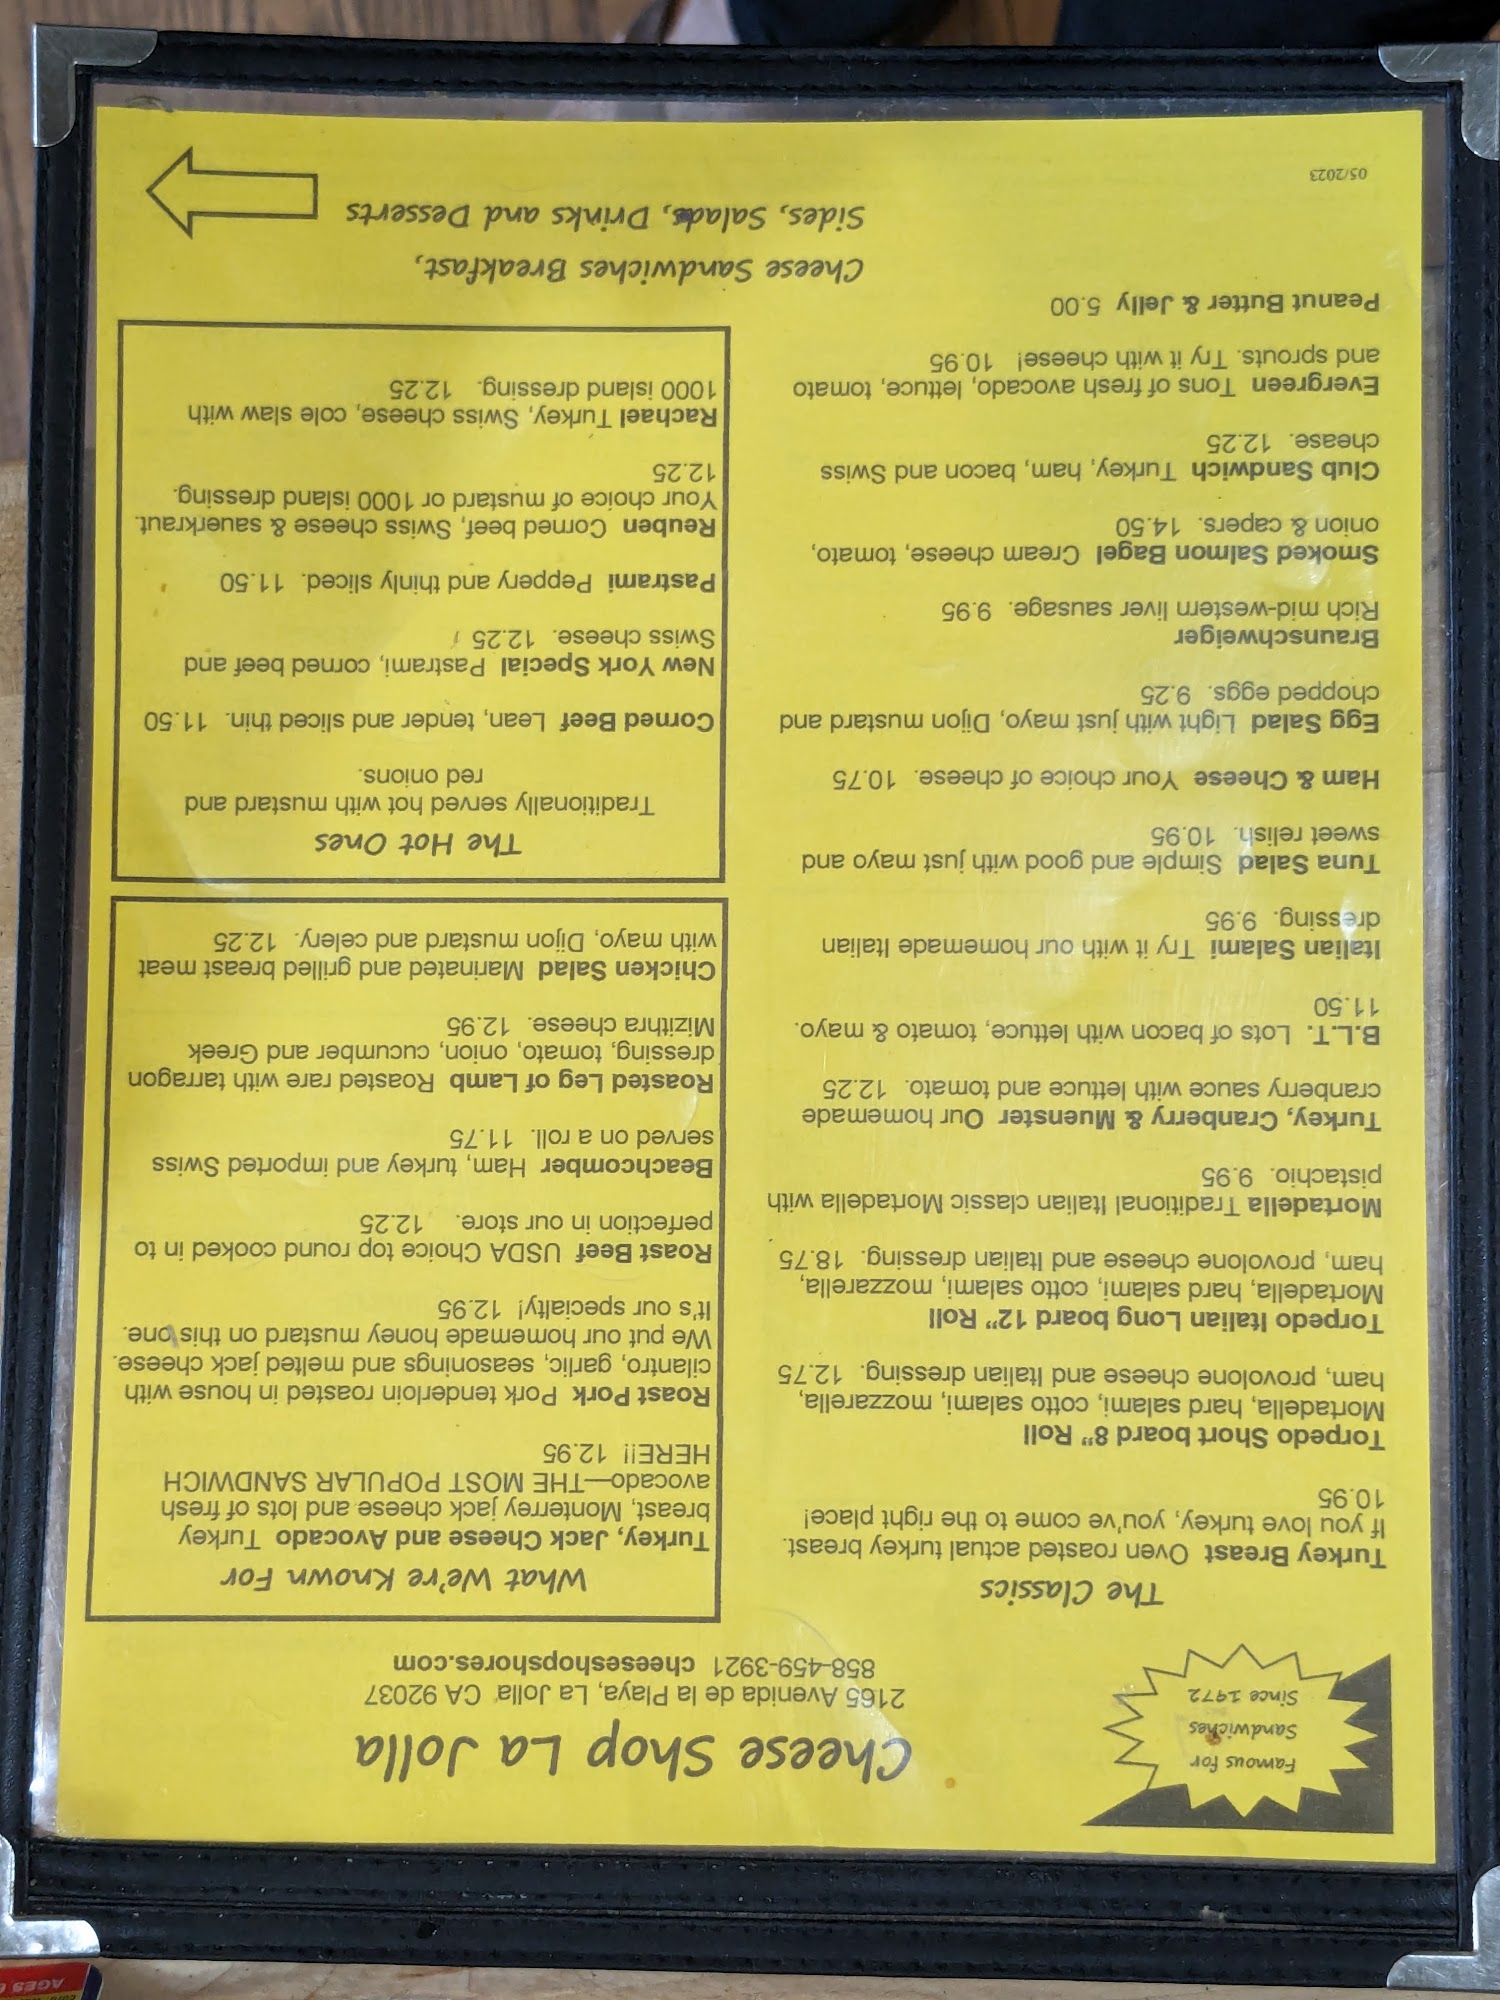 Famous for
Sandwiches
Since 1972
Cheese Shop La Jolla
2165 Avenida de la Playa, La Jolla CA 92037
858-459-3921 cheeseshopshores.com
The Classics
Turkey Breast Oven roasted actual turkey breast.
If you love turkey, you've come to the right place!
10.95
Torpedo Short board 8" Roll
Mortadella, hard salami, cotto salami, mozzarella,
ham, provolone cheese and Italian dressing. 12.75
Torpedo Italian Long board 12" Roll
Mortadella, hard salami, cotto salami, mozzarella,
ham, provolone cheese and Italian dressing. 18.75
Mortadella Traditional Italian classic Mortadella with
pistachio. 9.95
Turkey, Cranberry & Muenster Our homemade
cranberry sauce with lettuce and tomato. 12.25
B.L.T. Lots of bacon with lettuce, tomato & mayo.
11.50
Italian Salami Try it with our homemade Italian
dressing. 9.95
Tuna Salad Simple and good with just mayo and
sweet relish. 10.95
Ham & Cheese Your choice of cheese. 10.75
Egg Salad Light with just mayo, Dijon mustard and
chopped eggs. 9.25
Braunschweiger
Rich mid-western liver sausage. 9.95
Smoked Salmon Bagel Cream cheese, tomato,
onion & capers. 14.50
Club Sandwich Turkey, ham, bacon and Swiss
chease. 12.25
Evergreen Tons of fresh avocado, lettuce, tomato
and sprouts. Try it with cheese! 10.95
Peanut Butter & Jelly 5.00
05/2023
What We're Known For
Turkey, Jack Cheese and Avocado Turkey
breast, Monterrey jack cheese and lots of fresh
avocado—THE MOST POPULAR SANDWICH
HERE!! 12.95
Roast Pork Pork tenderloin roasted in house with
cilantro, garlic, seasonings and melted jack cheese.
We put our homemade honey mustard on this one.
It's our specialty! 12.95
Roast Beef USDA Choice top round cooked in to
perfection in our store. 12.25
Beachcomber Ham, turkey and imported Swiss
served on a roll. 11.75
Roasted Leg of Lamb Roasted rare with tarragon
dressing, tomato, onion, cucumber and Greek
Mizithra cheese. 12.95
Chicken Salad Marinated and grilled breast meat
with mayo, Dijon mustard and celery. 12.25
The Hot Ones
Traditionally served hot with mustard and
red onions.
Corned Beef Lean, tender and sliced thin. 11.50
New York Special Pastrami, corned beef and
Swiss cheese. 12.25
Pastrami Peppery and thinly sliced. 11.50
Reuben Corned beef, Swiss cheese & sauerkraut.
Your choice of mustard or 1000 island dressing.
12.25
Rachael Turkey, Swiss cheese, cole slaw with
1000 island dressing. 12.25
Cheese Sandwiches Breakfast,
Sides, Salads, Drinks and Desserts
AGES